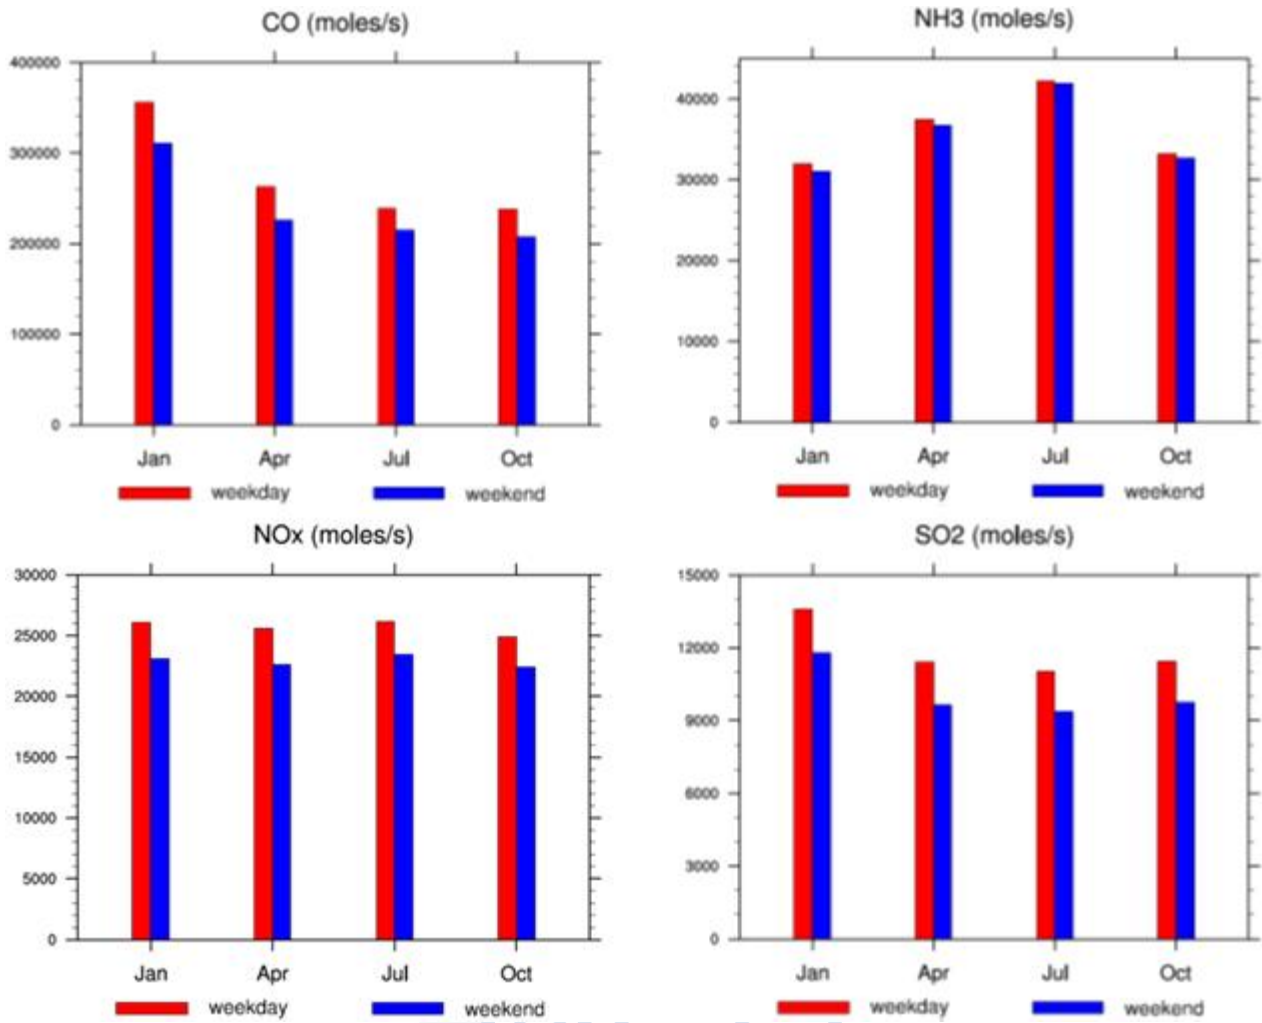 CO (moles/s)
400000
300000
200000
100000
0
Jan Apr Jul Oct
weekday weekend
NH3 (moles/s)
40000
30000
20000
10000
0
Jan Apr Jul Oct
weekday weekend
NOx (moles/s)
30000
25000
20000
15000
10000
5000
0
Jan Apr Jul Oct
weekday weekend
SO2 (moles/s)
15000
12000
9000
6000
3000
0
Jan Apr Jul Oct
weekday weekend